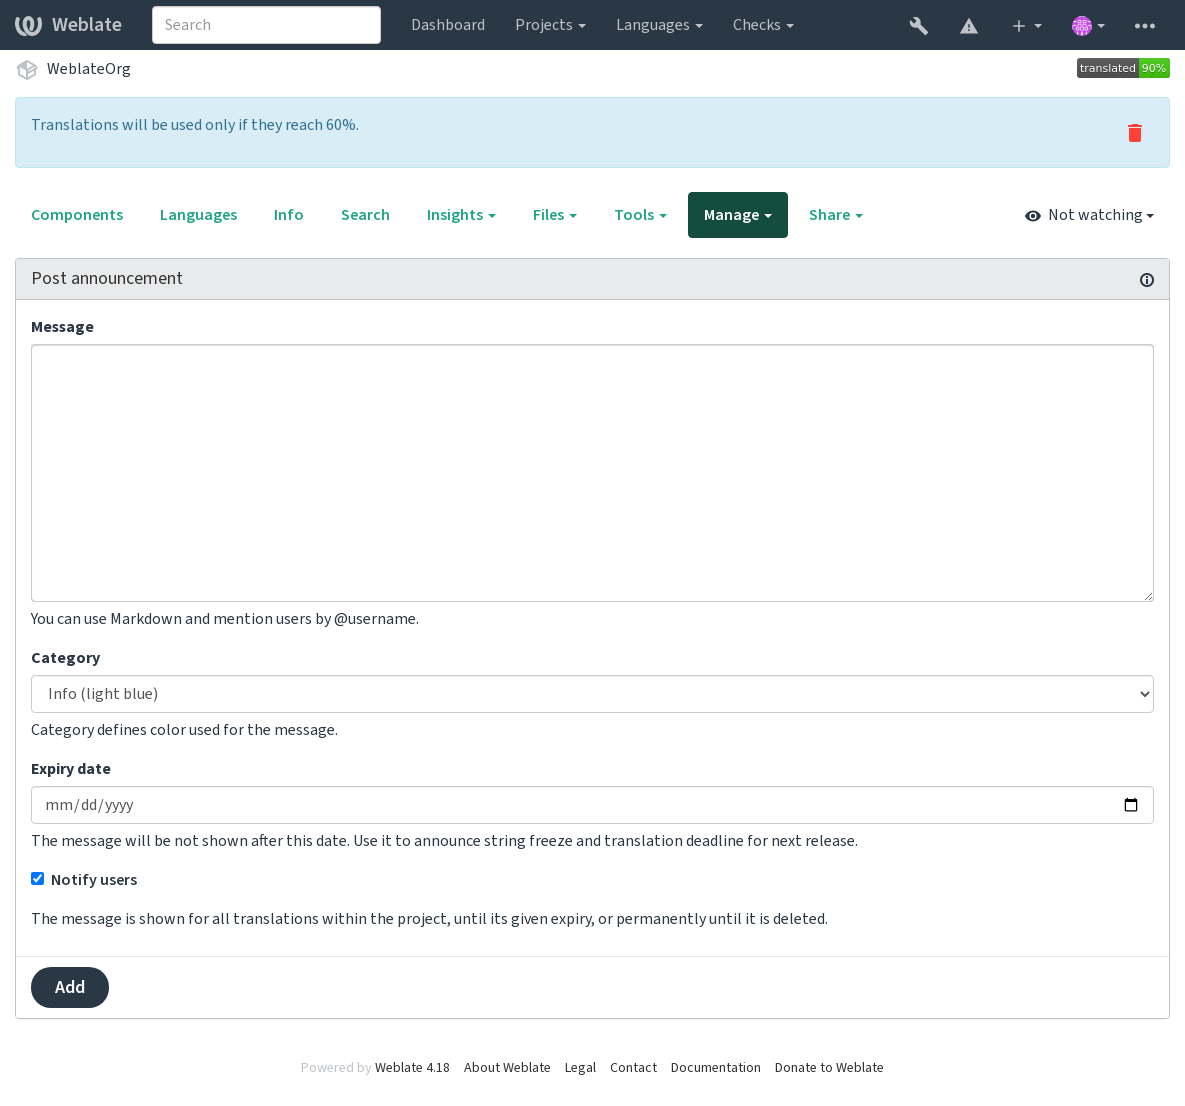 Weblate Search Dashboard Projects Languages Checks
WeblateOrg translated 90%
Translations will be used only if they reach 60%.
Components Languages Info Search Insights Files Tools Manage Share Not watching
Post announcement
Message
You can use Markdown and mention users by @username.
Category
Info (light blue)
Category defines color used for the message.
Expiry date
mm/dd/yyyy
The message will be not shown after this date. Use it to announce string freeze and translation deadline for next release.
Notify users
The message is shown for all translations within the project, until its given expiry, or permanently until it is deleted.
Add
Powered by Weblate 4.18 About Weblate Legal Contact Documentation Donate to Weblate